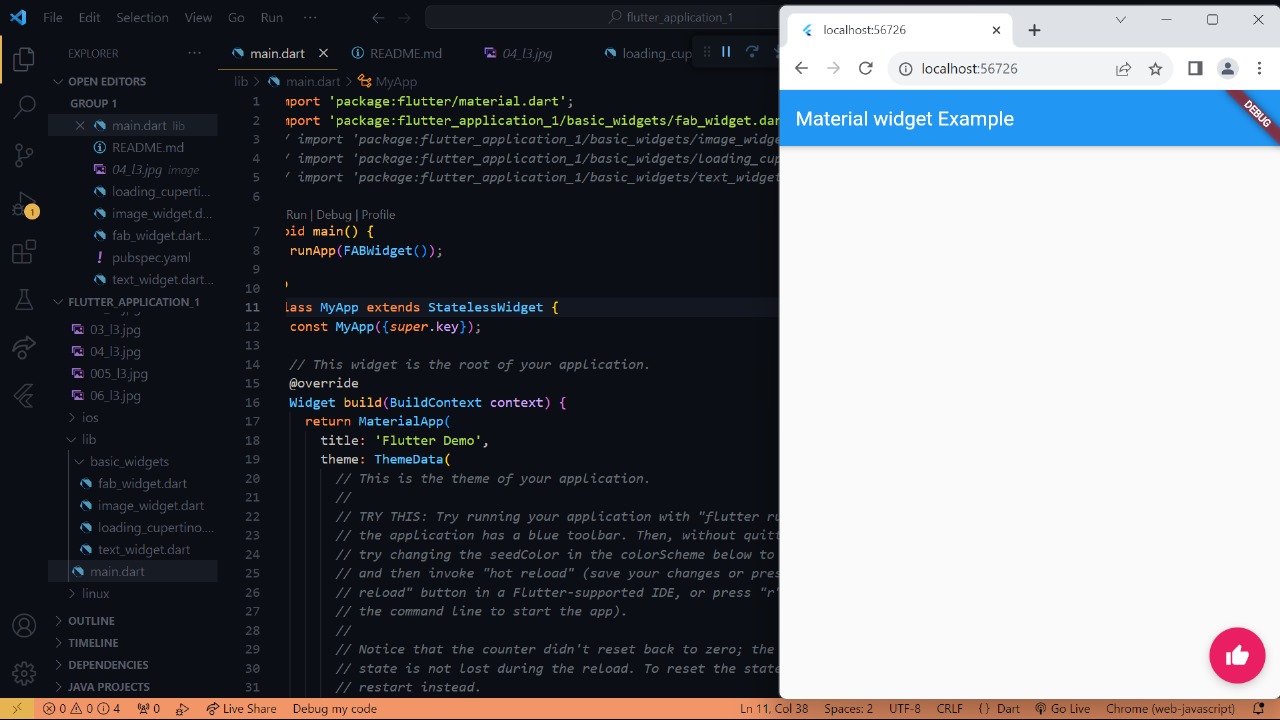 File Edit Selection View Go Run ··· flutter_application_1
EXPLORER ···
OPEN EDITORS
GROUP 1
main.dart lib
README.md
04_l3.jpg image
loading_cuperti...
image_widget.d...
fab_widget.dart...
! pubspec.yaml
text_widget.dart...
FLUTTER_APPLICATION_1
03_l3.jpg
04_l3.jpg
005_l3.jpg
06_l3.jpg
ios
lib
basic_widgets
fab_widget.dart
image_widget.dart
loading_cupertino....
text_widget.dart
main.dart
linux
OUTLINE
TIMELINE
DEPENDENCIES
JAVA PROJECTS
1
main.dart README.md 04_l3.jpg loading_cup
lib > main.dart > MyApp
1 mport 'package:flutter/material.dart';
2 mport 'package:flutter_application_1/basic_widgets/fab_widget.dar
3 / import 'package:flutter_application_1/basic_widgets/image_widge
4 / import 'package:flutter_application_1/basic_widgets/loading_cup
5 / import 'package:flutter_application_1/basic_widgets/text_widget
6
Run | Debug | Profile
7 oid main() {
8 runApp(FABWidget());
9
10
11 lass MyApp extends StatelessWidget {
12 const MyApp({super.key});
13
14 // This widget is the root of your application.
15 @override
16 Widget build(BuildContext context) {
17 return MaterialApp(
18 title: 'Flutter Demo',
19 theme: ThemeData(
20 // This is the theme of your application.
21 //
22 // TRY THIS: Try running your application with "flutter ru
23 // the application has a blue toolbar. Then, without quitt
24 // try changing the seedColor in the colorScheme below to
25 // and then invoke "hot reload" (save your changes or pres
26 // reload" button in a Flutter-supported IDE, or press "r"
27 // the command line to start the app).
28 //
29 // Notice that the counter didn't reset back to zero; the
30 // state is not lost during the reload. To reset the state
31 // restart instead.
localhost:56726
localhost:56726
Material widget Example
DEBUG
0 0 4 0 Live Share Debug my code Ln 11, Col 38 Spaces: 2 UTF-8 CRLF {} Dart Go Live Chrome (web-javascript)